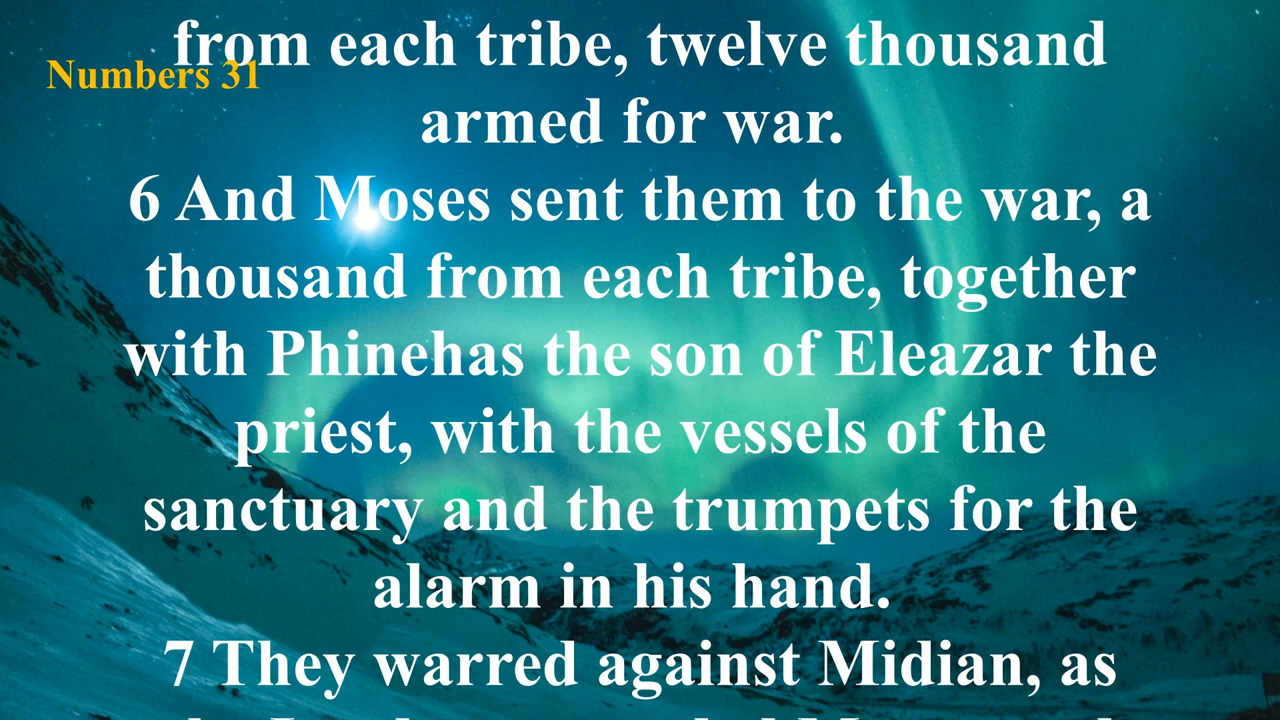 from each tribe, twelve thousand
Numbers 31
armed for war.
6 And Moses sent them to the war, a
thousand from each tribe, together
with Phinehas the son of Eleazar the
priest, with the vessels of the
sanctuary and the trumpets for the
alarm in his hand.
7 They warred against Midian, as